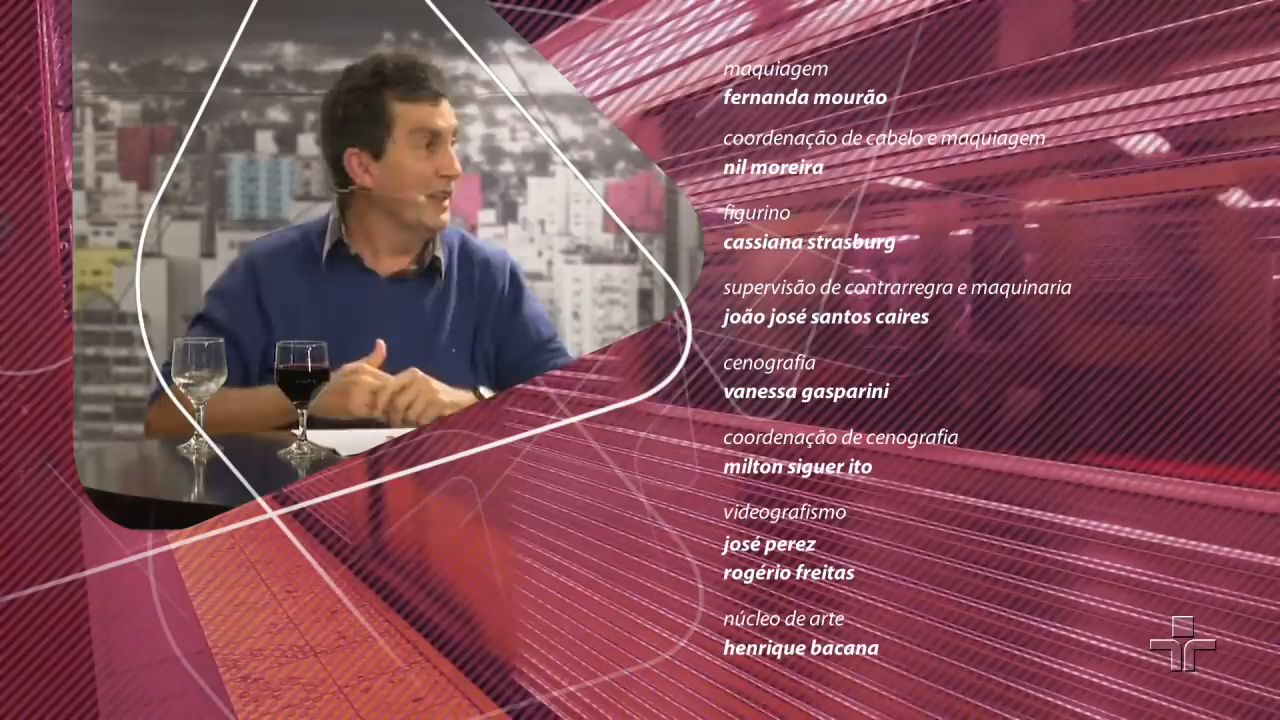 maquiagem
fernanda mourão
coordenação de cabelo e maquiagem
nil moreira
figurino
cassiana strasburg
supervisão de contrarregra e maquinaria
joão josé santos caires
cenografia
vanessa gasparini
coordenação de cenografia
milton siguer ito
videografismo
josé perez
rogério freitas
núcleo de arte
henrique bacana